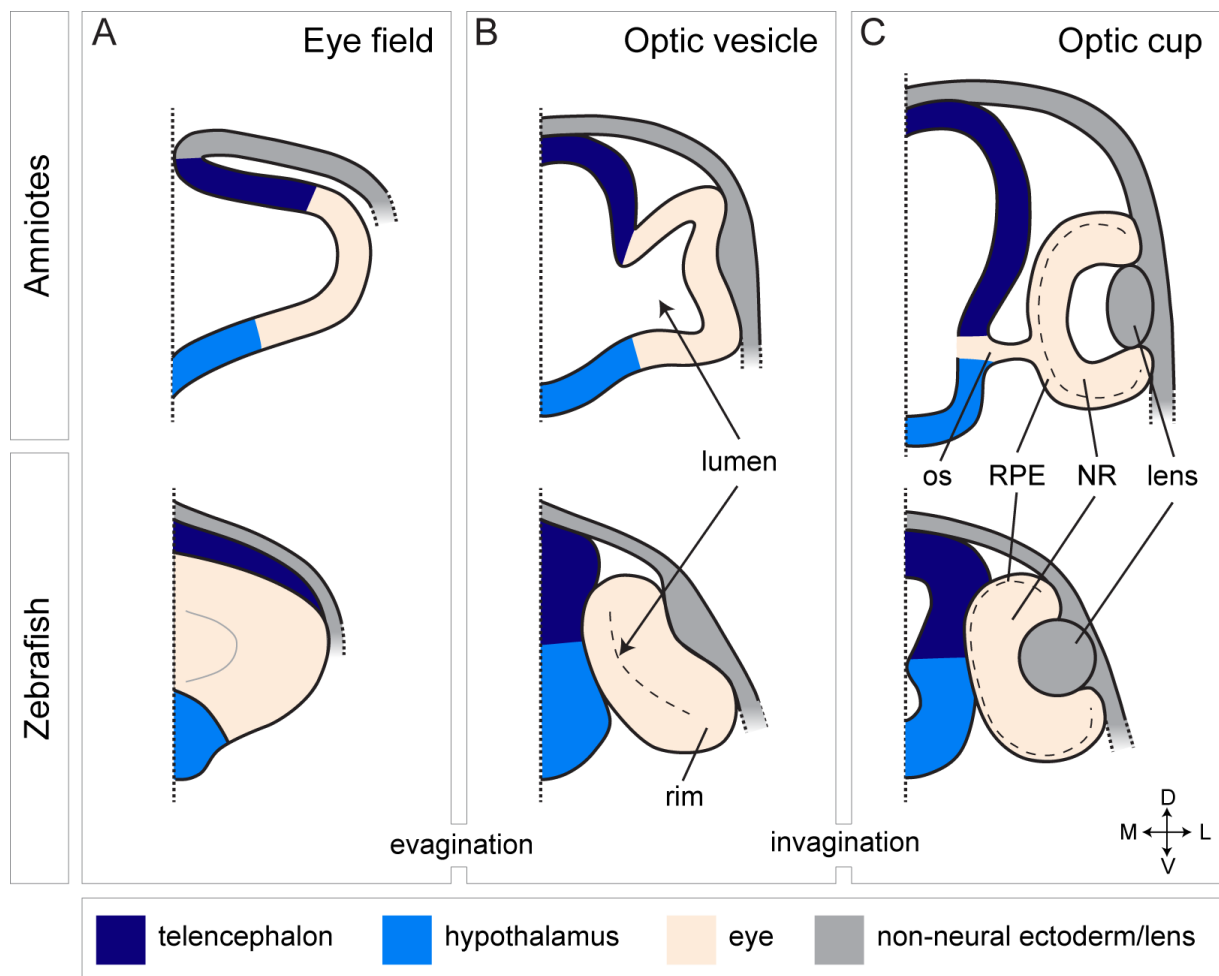 A
Eye field
B
Optic vesicle
C
Optic cup
Amniotes
lumen
os
RPE
NR
lens
Zebrafish
rim
D
M
L
V
evagination
invagination
telencephalon
hypothalamus
eye
non-neural ectoderm/lens